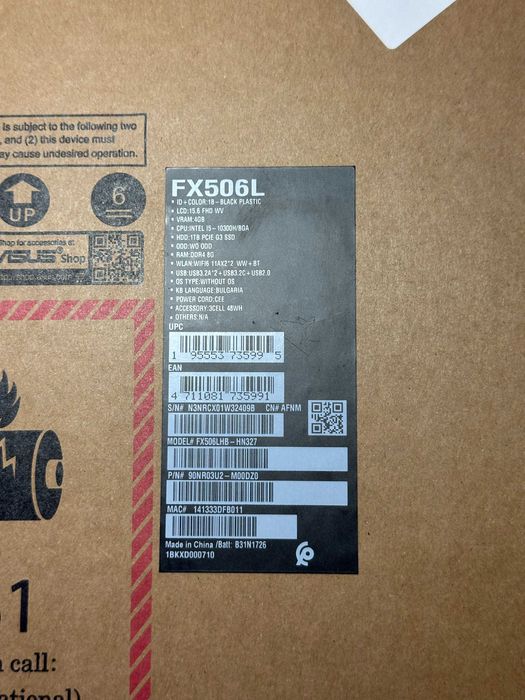 is subject to the following two
, and (2) this device must
ay cause undesired operation.
UP
6
Shop for accessories at
ASUS Shop
FX506L
• ID+COLOR:18-BLACK PLASTIC
• LCD:15.6 FHD WV
• VRAM:4GB
• CPU:INTEL I5-10300H/BGA
• HDD:1TB PCIE G3 SSD
• ODD:WO ODD
• RAM:DDR4 8G
• WLAN:WIFI6 11AX2*2 WW+BT
• USB:USB3.2A*2+USB3.2C+USB2.0
• OS TYPE:WITHOUT OS
• KB LANGUAGE:BULGARIA
• POWER CORD:CEE
• ACCESSORY:3CELL 48WH
• OTHERS:N/A
UPC
1 95553 73599 5
EAN
4 711081 735991
S/N# N3NRCX01W32409B CN# AFNM
MODEL# FX506LHB-HN327
P/N# 90NR03U2-M00DZ0
MAC# 141333DFB011
Made in China /Batt: B31N1726
1BKXD000710
1
call:
ational)